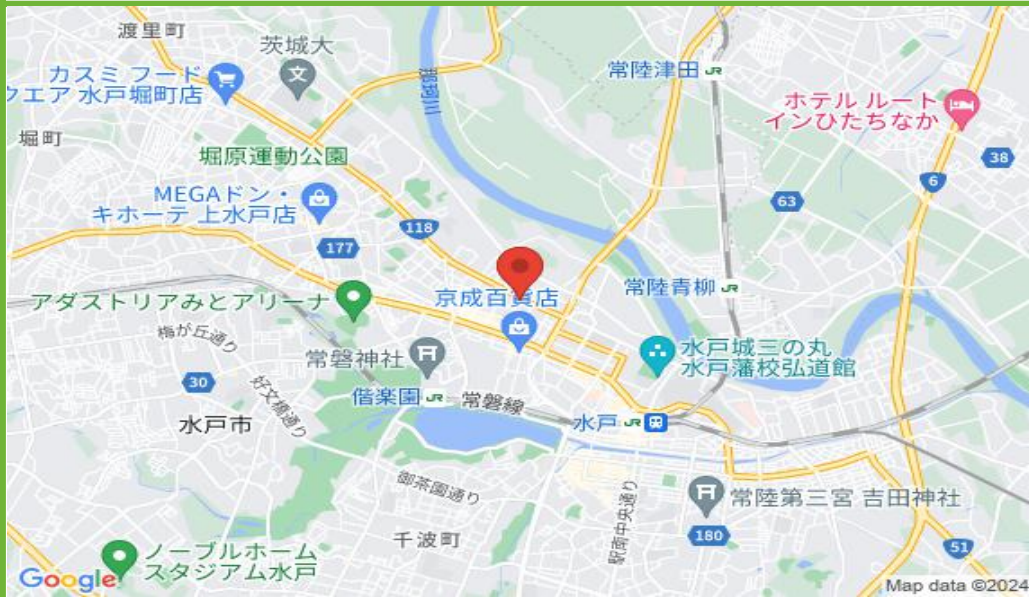 渡里町
茨城大
カスミ フード
ウエア 水戸堀町店
那珂川
常陸津田
JR
ホテル ルート
インひたちなか
堀町
堀原運動公園
38
6
MEGAドン・
キホーテ 上水戸店
63
118
177
アダストリアみとアリーナ
京成百貨店
常陸青柳
JR
梅が丘通り
常磐神社
水戸城三の丸
水戸藩校弘道館
30
好文橋通り
偕楽園
JR
常磐線
水戸市
水戸
JR
御茶園通り
駅南中央通り
常陸第三宮 吉田神社
千波町
180
51
ノーブルホーム
スタジアム水戸
Google
Map data ©2024